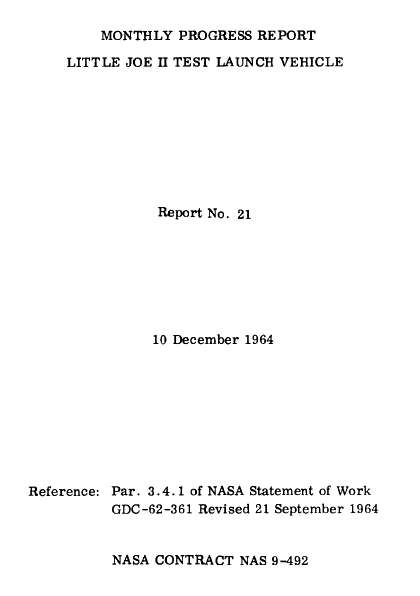 MONTHLY PROGRESS REPORT
LITTLE JOE II TEST LAUNCH VEHICLE
Report No. 21
10 December 1964
Reference: Par. 3.4.1 of NASA Statement of Work
GDC-62-361 Revised 21 September 1964
NASA CONTRACT NAS 9-492